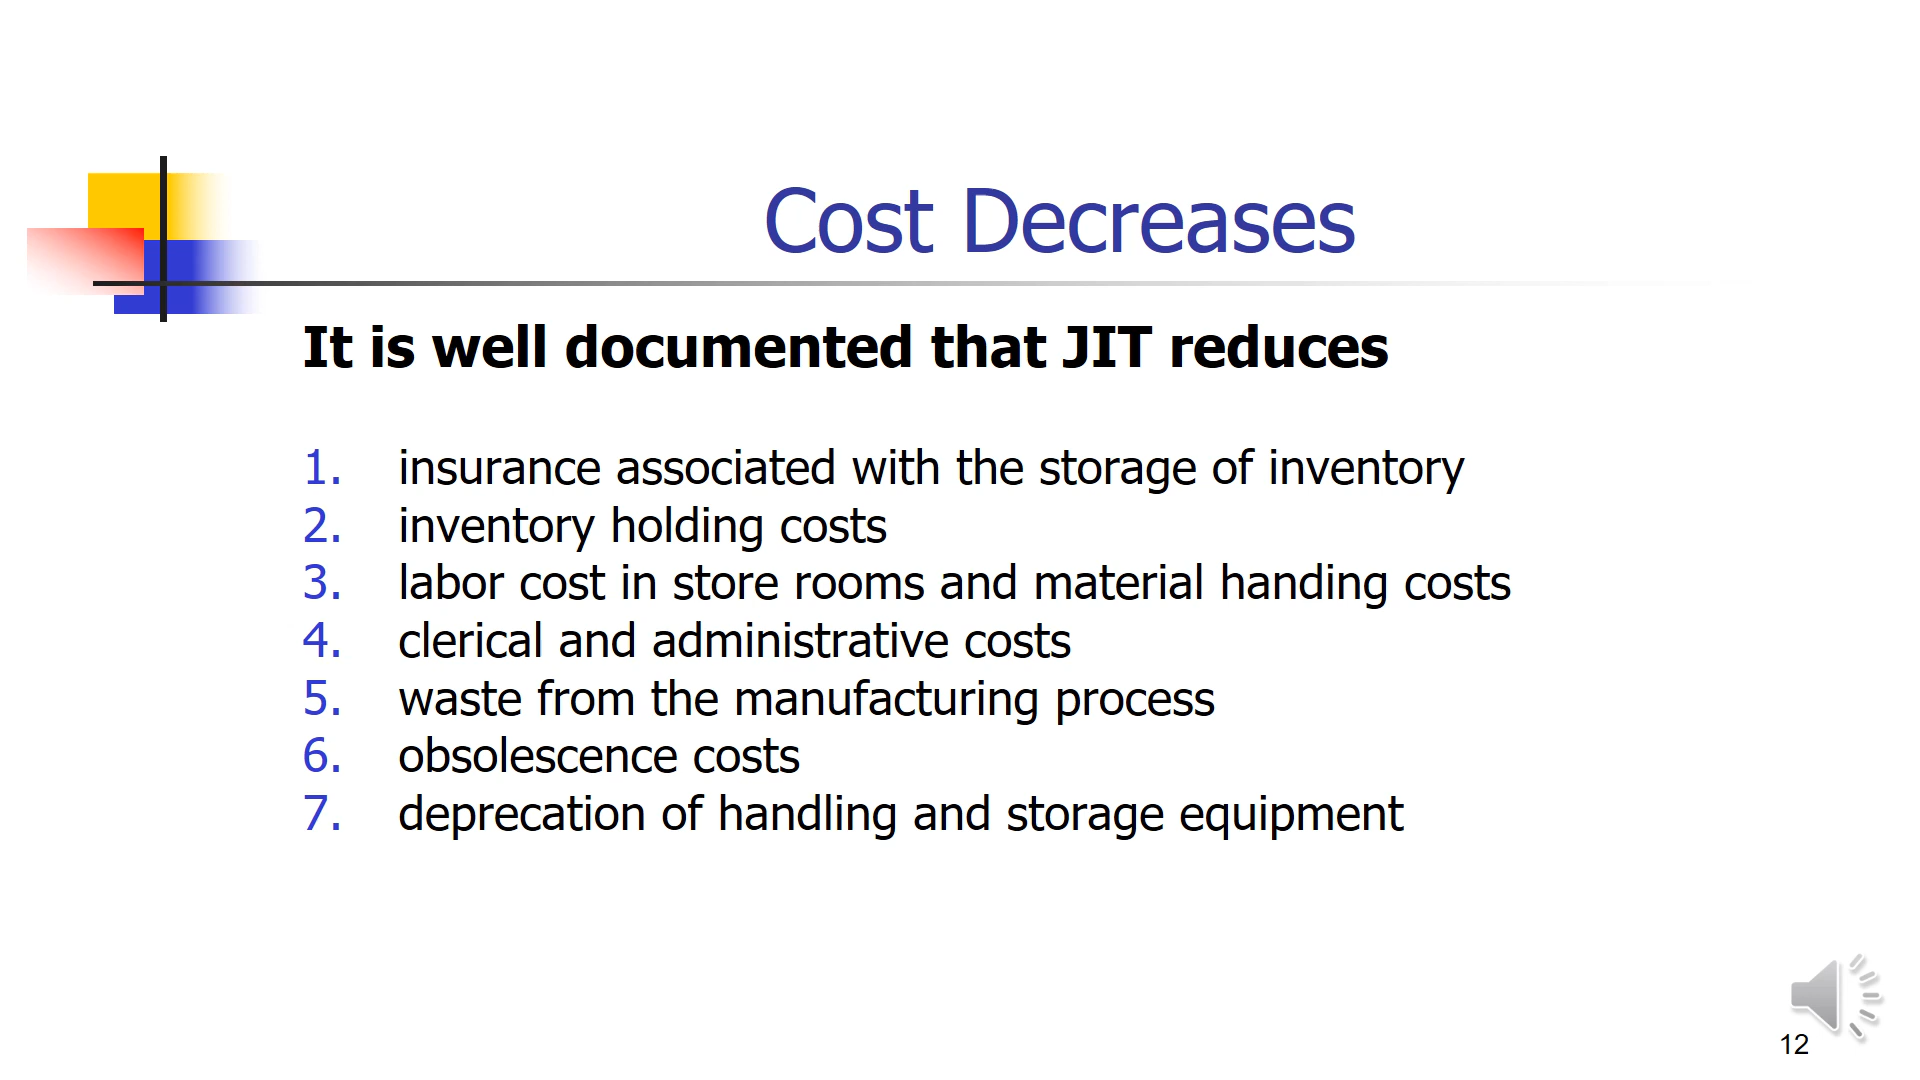 Cost Decreases
It is well documented that JIT reduces
1. insurance associated with the storage of inventory
2. inventory holding costs
3. labor cost in store rooms and material handing costs
4. clerical and administrative costs
5. waste from the manufacturing process
6. obsolescence costs
7. deprecation of handling and storage equipment
12